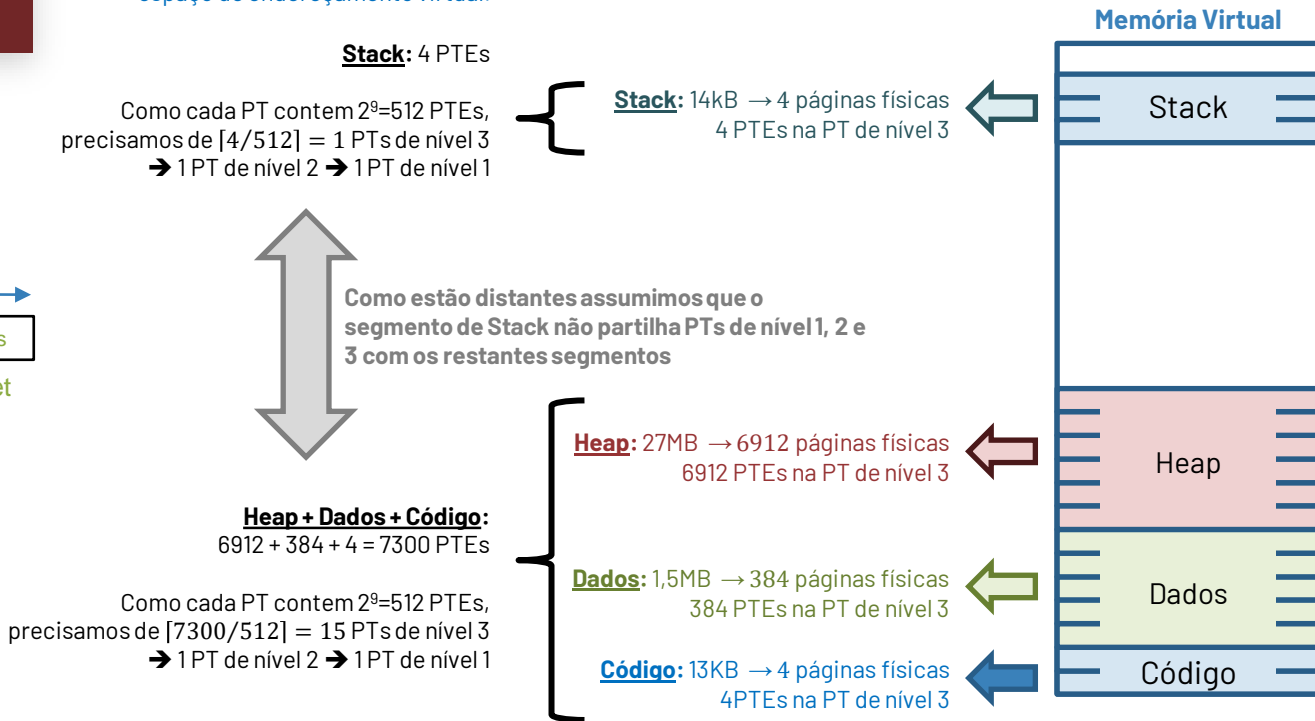 Memória Virtual
Stack: 4 PTEs
Como cada PT contem 2⁹=512 PTEs,
precisamos de ⌈4/512⌉ = 1 PTs de nível 3
➔ 1 PT de nível 2 ➔ 1 PT de nível 1
Stack: 14kB → 4 páginas físicas
4 PTEs na PT de nível 3
Stack
Como estão distantes assumimos que o
segmento de Stack não partilha PTs de nível 1, 2 e
3 com os restantes segmentos
Heap: 27MB → 6912 páginas físicas
6912 PTEs na PT de nível 3
Heap
Heap + Dados + Código:
6912 + 384 + 4 = 7300 PTEs
Como cada PT contem 2⁹=512 PTEs,
precisamos de ⌈7300/512⌉ = 15 PTs de nível 3
➔ 1 PT de nível 2 ➔ 1 PT de nível 1
Dados: 1,5MB → 384 páginas físicas
384 PTEs na PT de nível 3
Dados
Código: 13KB → 4 páginas físicas
4PTEs na PT de nível 3
Código